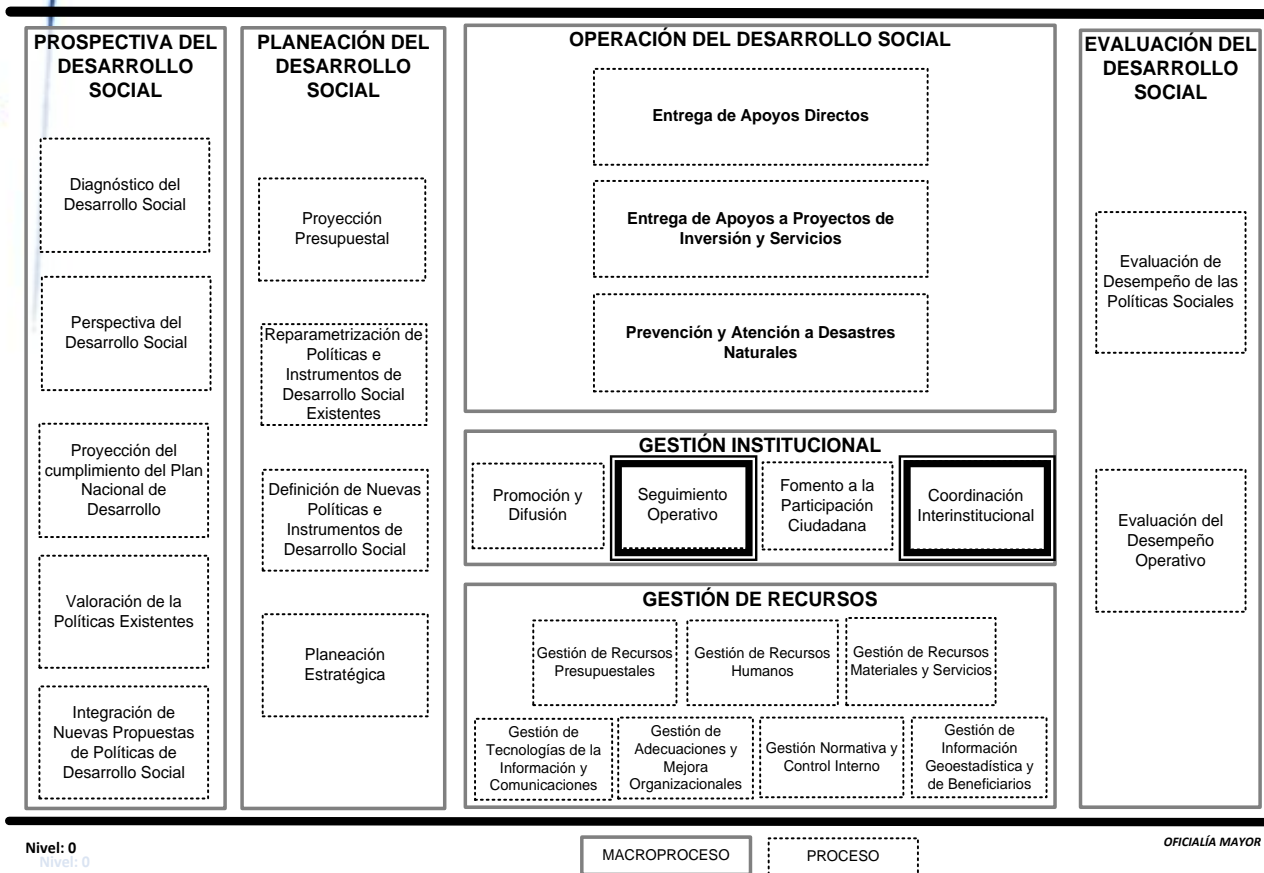 PROSPECTIVA DEL
DESARROLLO
SOCIAL
Diagnóstico del
Desarrollo Social
Perspectiva del
Desarrollo Social
Proyección del
cumplimiento del Plan
Nacional de
Desarrollo
Valoración de la
Políticas Existentes
Integración de
Nuevas Propuestas
de Políticas de
Desarrollo Social
PLANEACIÓN DEL
DESARROLLO
SOCIAL
Proyección
Presupuestal
Reparametrización de
Políticas e
Instrumentos de
Desarrollo Social
Existentes
Definición de Nuevas
Políticas e
Instrumentos de
Desarrollo Social
Planeación
Estratégica
OPERACIÓN DEL DESARROLLO SOCIAL
Entrega de Apoyos Directos
Entrega de Apoyos a Proyectos de
Inversión y Servicios
Prevención y Atención a Desastres
Naturales
GESTIÓN INSTITUCIONAL
Promoción y
Difusión
Seguimiento
Operativo
Fomento a la
Participación
Ciudadana
Coordinación
Interinstitucional
GESTIÓN DE RECURSOS
Gestión de Recursos
Presupuestales
Gestión de Recursos
Humanos
Gestión de Recursos
Materiales y Servicios
Gestión de
Tecnologías de la
Información y
Comunicaciones
Gestión de
Adecuaciones y
Mejora
Organizacionales
Gestión Normativa y
Control Interno
Gestión de
Información
Geoestadística y
de Beneficiarios
EVALUACIÓN DEL
DESARROLLO
SOCIAL
Evaluación de
Desempeño de las
Políticas Sociales
Evaluación del
Desempeño
Operativo
Nivel: 0
Nivel: 0
MACROPROCESO
PROCESO
OFICIALÍA MAYOR